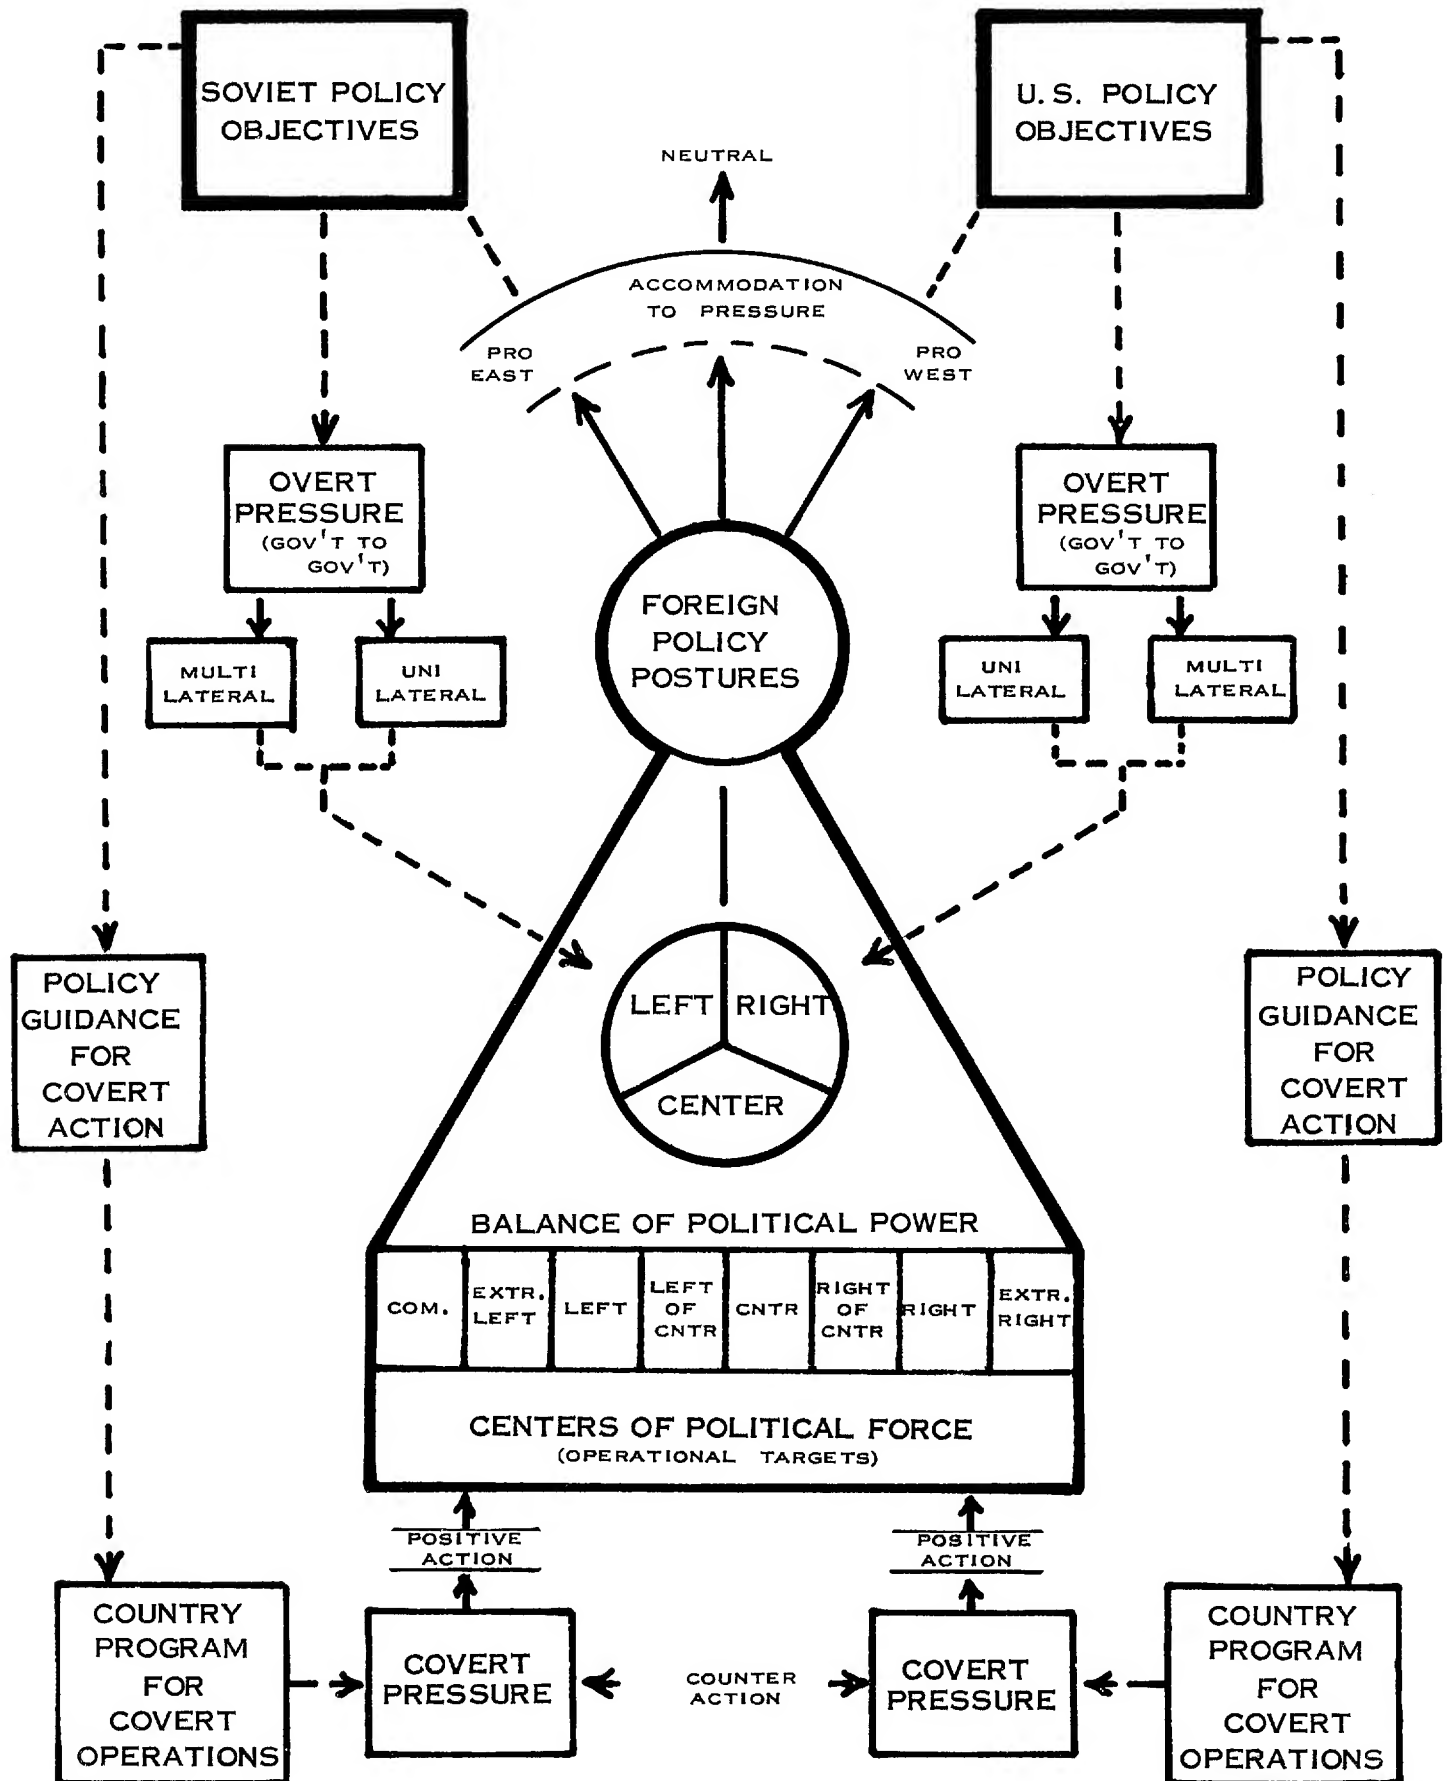 SOVIET POLICY
OBJECTIVES
U.S. POLICY
OBJECTIVES
NEUTRAL
ACCOMMODATION
TO PRESSURE
PRO
EAST
PRO
WEST
OVERT
PRESSURE
(GOV'T TO
GOV'T)
OVERT
PRESSURE
(GOV'T TO
GOV'T)
MULTI
LATERAL
UNI
LATERAL
FOREIGN
POLICY
POSTURES
UNI
LATERAL
MULTI
LATERAL
POLICY
GUIDANCE
FOR
COVERT
ACTION
LEFT
RIGHT
CENTER
POLICY
GUIDANCE
FOR
COVERT
ACTION
BALANCE OF POLITICAL POWER
COM.
EXTR.
LEFT
LEFT
LEFT
OF
CNTR
CNTR
RIGHT
OF
CNTR
RIGHT
EXTR.
RIGHT
CENTERS OF POLITICAL FORCE
(OPERATIONAL TARGETS)
POSITIVE
ACTION
POSITIVE
ACTION
COUNTRY
PROGRAM
FOR
COVERT
OPERATIONS
COVERT
PRESSURE
COUNTER
ACTION
COVERT
PRESSURE
COUNTRY
PROGRAM
FOR
COVERT
OPERATIONS